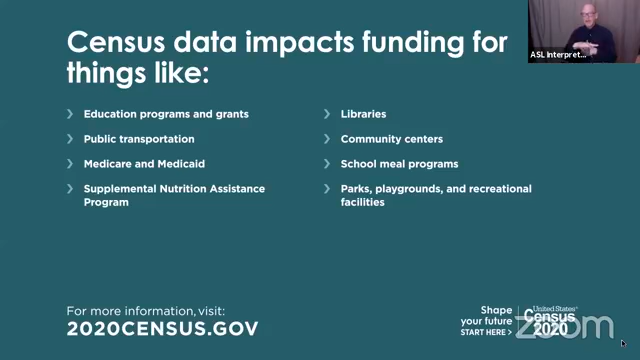 Census data impacts funding for
things like:
ASL Interpret...
Education programs and grants
Public transportation
Medicare and Medicaid
Supplemental Nutrition Assistance
Program
Libraries
Community centers
School meal programs
Parks, playgrounds, and recreational
facilities
For more information, visit:
2020CENSUS.GOV
Shape
your future
START HERE >
United States®
Census
2020
zoom